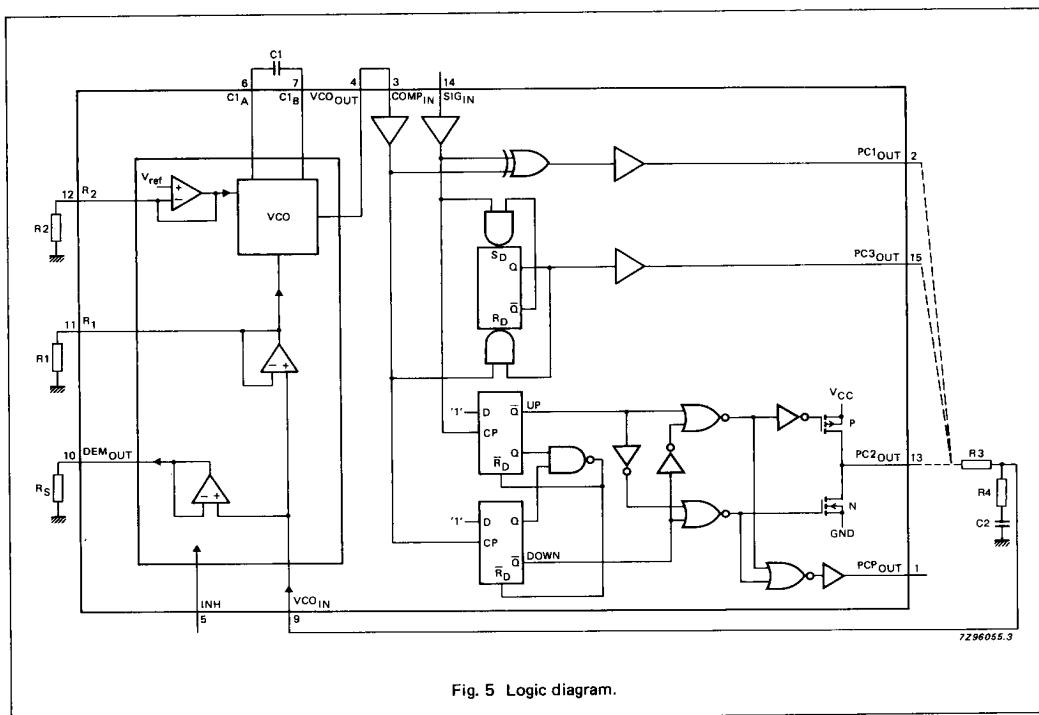 C1
6 7 4 3 14
C1A C1B VCOOUT COMPIN SIGIN
PC1OUT 2
Vref
12 R2
VCO
R2
SD
Q
PC3OUT 15
Q̅
RD
11 R1
R1
'1' D Q̅ UP
VCC
CP
P
10 DEMOUT
Q
R̅D
PC2OUT 13 R3
RS
R4
'1' D Q
N
C2
CP
GND
Q̅ DOWN
R̅D
PCPOUT 1
INH VCOIN
5 9
7Z96055.3
Fig. 5 Logic diagram.